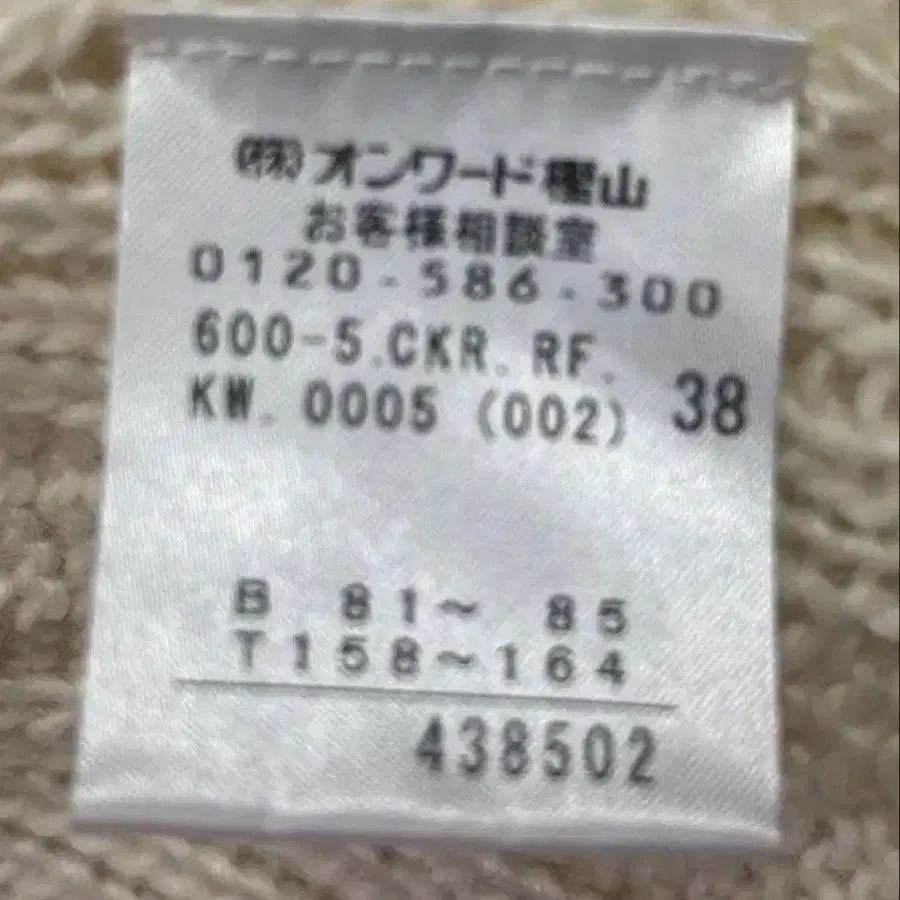 ㈱オンワード樫山
お客様相談室
0120-586-300
600-5.CKR.RF.
KW.0005 (002) 38
B 81~ 85
T158~164
438502